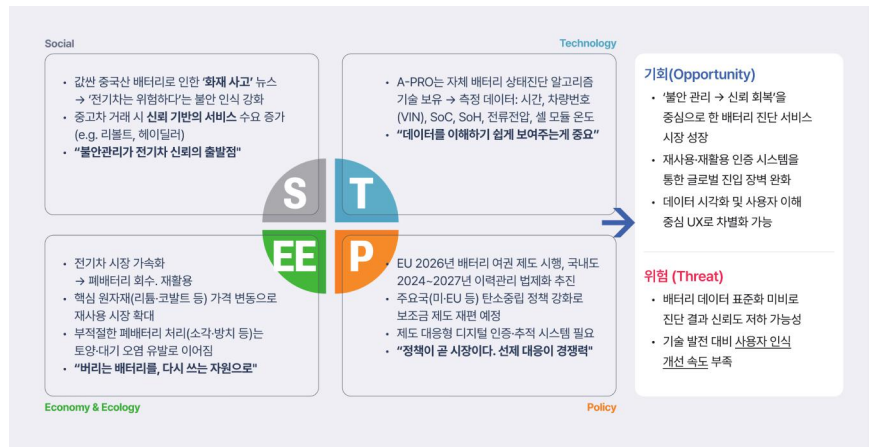 Social
값싼 중국산 배터리로 인한 '화재 사고' 뉴스
→ '전기차는 위험하다'는 불안 인식 강화
중고차 거래 시 신뢰 기반의 서비스 수요 증가
(e.g. 리볼트, 헤이딜러)
"불안관리가 전기차 신뢰의 출발점"
Technology
A-PRO는 자체 배터리 상태진단 알고리즘
기술 보유 → 측정 데이터: 시간, 차량번호
(VIN), SoC, SoH, 전류전압, 셀 모듈 온도
"데이터를 이해하기 쉽게 보여주는게 중요"
S
T
EE
P
전기차 시장 가속화
→ 폐배터리 회수. 재활용
핵심 원자재(리튬·코발트 등) 가격 변동으로
재사용 시장 확대
부적절한 폐배터리 처리(소각·방치 등)는
토양·대기 오염 유발로 이어짐
"버리는 배터리를, 다시 쓰는 자원으로"
Economy & Ecology
EU 2026년 배터리 여권 제도 시행, 국내도
2024~2027년 이력관리 법제화 추진
주요국(미·EU 등) 탄소중립 정책 강화로
보조금 제도 재편 예정
제도 대응형 디지털 인증·추적 시스템 필요
"정책이 곧 시장이다. 선제 대응이 경쟁력"
Policy
기회(Opportunity)
'불안 관리 → 신뢰 회복'을
중심으로 한 배터리 진단 서비스
시장 성장
재사용·재활용 인증 시스템을
통한 글로벌 진입 장벽 완화
데이터 시각화 및 사용자 이해
중심 UX로 차별화 가능
위험 (Threat)
배터리 데이터 표준화 미비로
진단 결과 신뢰도 저하 가능성
기술 발전 대비 사용자 인식
개선 속도 부족